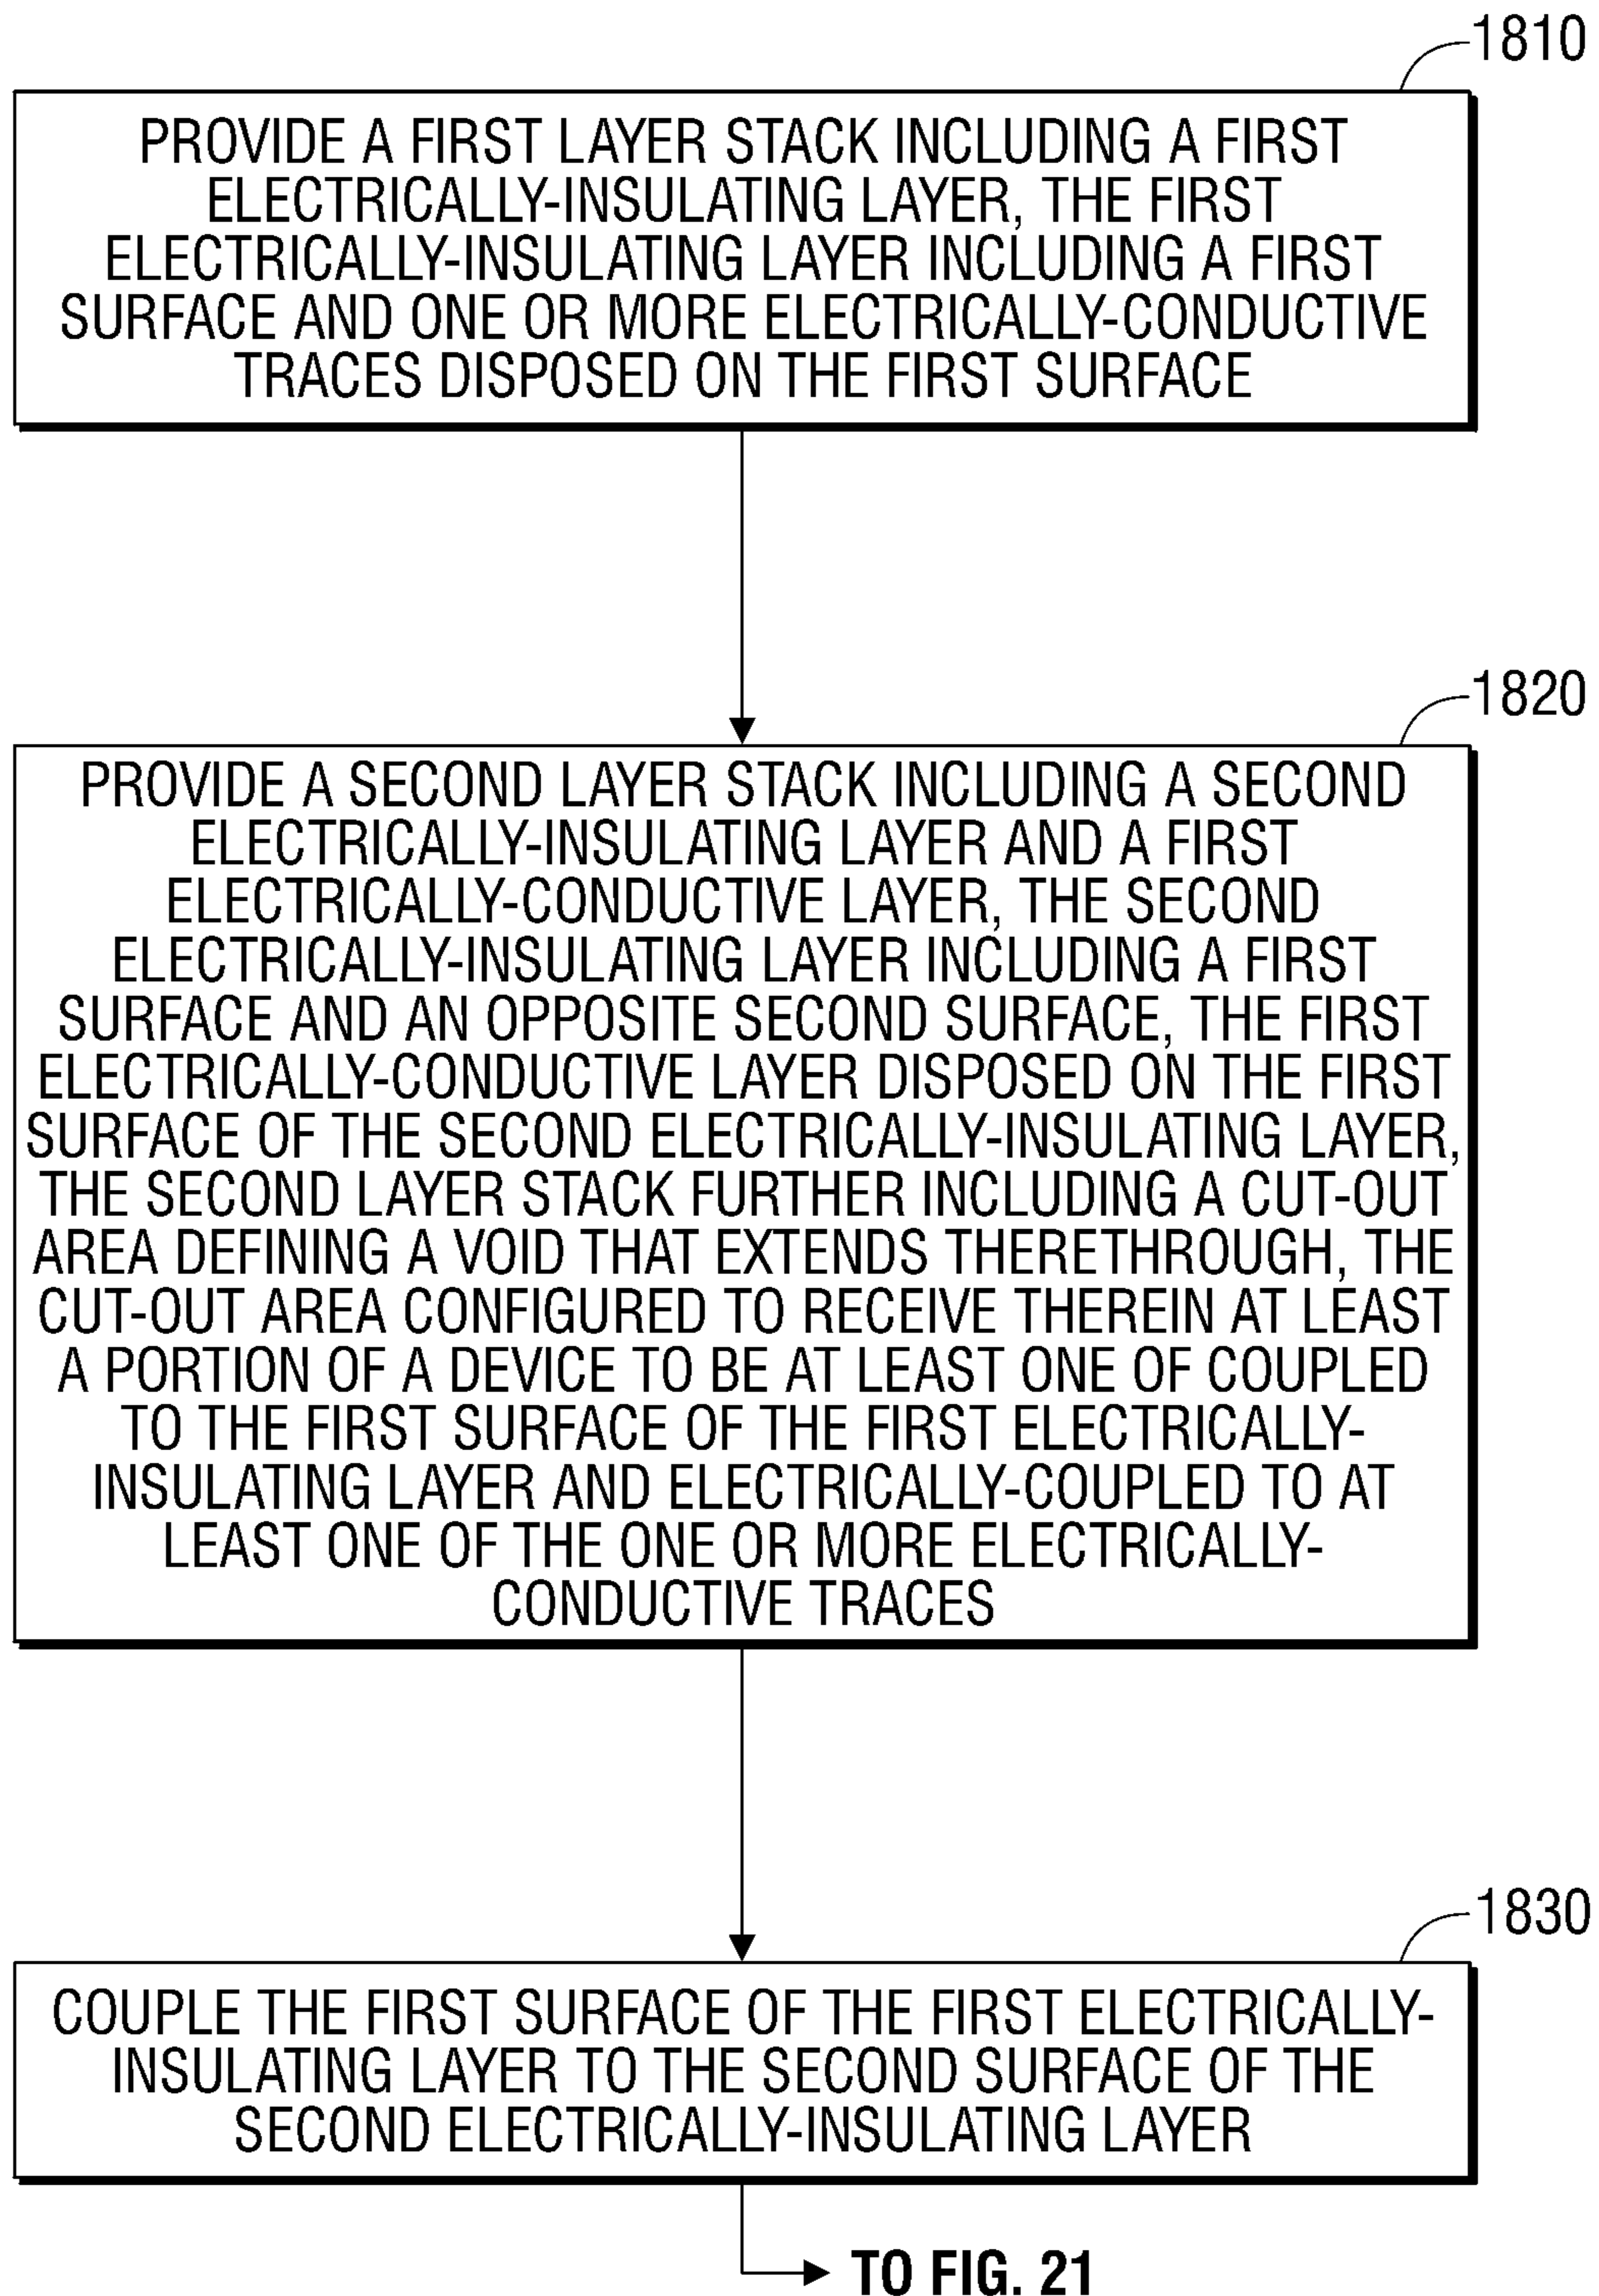 1810
PROVIDE A FIRST LAYER STACK INCLUDING A FIRST
ELECTRICALLY-INSULATING LAYER, THE FIRST
ELECTRICALLY-INSULATING LAYER INCLUDING A FIRST
SURFACE AND ONE OR MORE ELECTRICALLY-CONDUCTIVE
TRACES DISPOSED ON THE FIRST SURFACE
1820
PROVIDE A SECOND LAYER STACK INCLUDING A SECOND
ELECTRICALLY-INSULATING LAYER AND A FIRST
ELECTRICALLY-CONDUCTIVE LAYER, THE SECOND
ELECTRICALLY-INSULATING LAYER INCLUDING A FIRST
SURFACE AND AN OPPOSITE SECOND SURFACE, THE FIRST
ELECTRICALLY-CONDUCTIVE LAYER DISPOSED ON THE FIRST
SURFACE OF THE SECOND ELECTRICALLY-INSULATING LAYER,
THE SECOND LAYER STACK FURTHER INCLUDING A CUT-OUT
AREA DEFINING A VOID THAT EXTENDS THERETHROUGH, THE
CUT-OUT AREA CONFIGURED TO RECEIVE THEREIN AT LEAST
A PORTION OF A DEVICE TO BE AT LEAST ONE OF COUPLED
TO THE FIRST SURFACE OF THE FIRST ELECTRICALLY-
INSULATING LAYER AND ELECTRICALLY-COUPLED TO AT
LEAST ONE OF THE ONE OR MORE ELECTRICALLY-
CONDUCTIVE TRACES
1830
COUPLE THE FIRST SURFACE OF THE FIRST ELECTRICALLY-
INSULATING LAYER TO THE SECOND SURFACE OF THE
SECOND ELECTRICALLY-INSULATING LAYER
TO FIG. 21